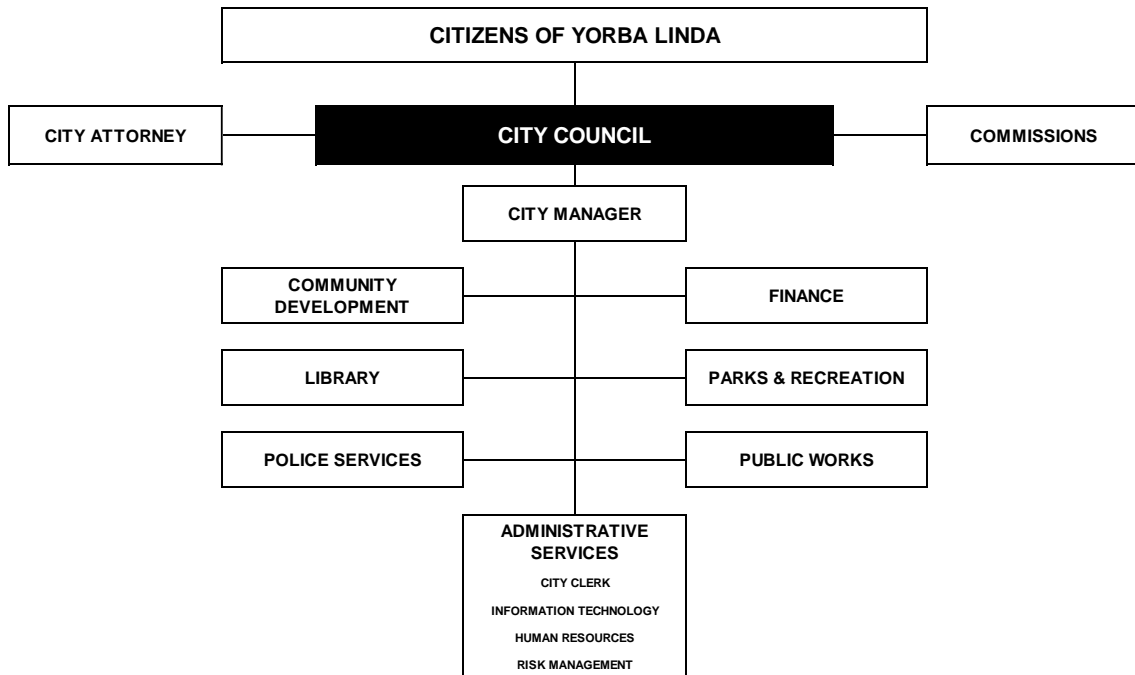 CITIZENS OF YORBA LINDA
CITY ATTORNEY
CITY COUNCIL
COMMISSIONS
CITY MANAGER
COMMUNITY
DEVELOPMENT
FINANCE
LIBRARY
PARKS & RECREATION
POLICE SERVICES
PUBLIC WORKS
ADMINISTRATIVE
SERVICES
CITY CLERK
INFORMATION TECHNOLOGY
HUMAN RESOURCES
RISK MANAGEMENT